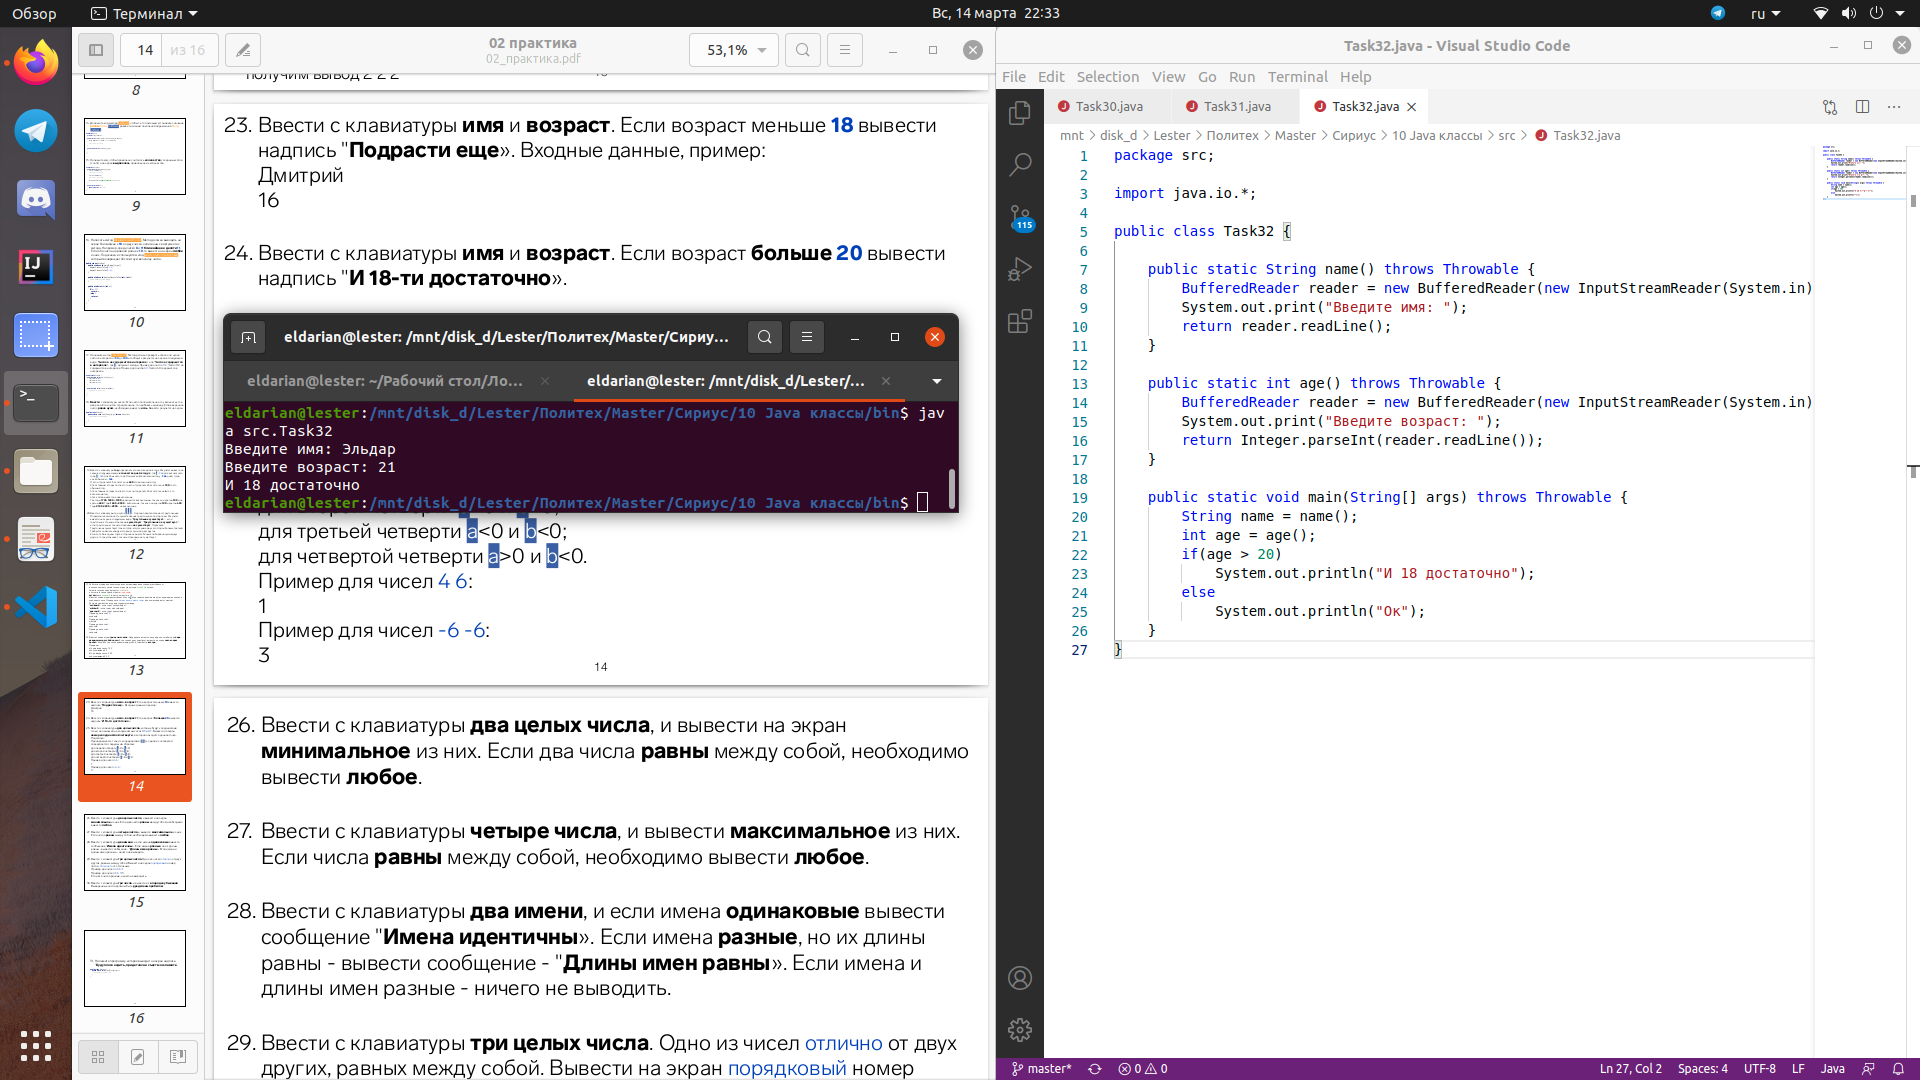 Обзор
Терминал
Вс, 14 марта 22:33
ru
14 из 16
02 практика
02_практика.pdf
53,1%
8
9
10
11
12
13
14
15
16
получим вывод 2 2 2
23. Ввести с клавиатуры имя и возраст. Если возраст меньше 18 вывести
надпись "Подрасти еще». Входные данные, пример:
Дмитрий
16
24. Ввести с клавиатуры имя и возраст. Если возраст больше 20 вывести
надпись "И 18-ти достаточно».
eldarian@lester: /mnt/disk_d/Lester/Политех/Master/Сириу...
eldarian@lester: ~/Рабочий стол/Ло...
eldarian@lester: /mnt/disk_d/Lester/...
eldarian@lester:/mnt/disk_d/Lester/Политех/Master/Сириус/10 Java классы/bin$ jav
a src.Task32
Введите имя: Эльдар
Введите возраст: 21
И 18 достаточно
eldarian@lester:/mnt/disk_d/Lester/Политех/Master/Сириус/10 Java классы/bin$
для третьей четверти a<0 и b<0;
для четвертой четверти a>0 и b<0.
Пример для чисел 4 6:
1
Пример для чисел -6 -6:
3
14
26. Ввести с клавиатуры два целых числа, и вывести на экран
минимальное из них. Если два числа равны между собой, необходимо
вывести любое.
27. Ввести с клавиатуры четыре числа, и вывести максимальное из них.
Если числа равны между собой, необходимо вывести любое.
28. Ввести с клавиатуры два имени, и если имена одинаковые вывести
сообщение "Имена идентичны». Если имена разные, но их длины
равны - вывести сообщение - "Длины имен равны». Если имена и
длины имен разные - ничего не выводить.
29. Ввести с клавиатуры три целых числа. Одно из чисел отлично от двух
других, равных между собой. Вывести на экран порядковый номер
Task32.java - Visual Studio Code
File Edit Selection View Go Run Terminal Help
Task30.java
Task31.java
Task32.java
mnt > disk_d > Lester > Политех > Master > Сириус > 10 Java классы > src > Task32.java
115
1 package src;
2
3 import java.io.*;
4
5 public class Task32 {
6
7 public static String name() throws Throwable {
8 BufferedReader reader = new BufferedReader(new InputStreamReader(System.in)
9 System.out.print("Введите имя: ");
10 return reader.readLine();
11 }
12
13 public static int age() throws Throwable {
14 BufferedReader reader = new BufferedReader(new InputStreamReader(System.in)
15 System.out.print("Введите возраст: ");
16 return Integer.parseInt(reader.readLine());
17 }
18
19 public static void main(String[] args) throws Throwable {
20 String name = name();
21 int age = age();
22 if(age > 20)
23 System.out.println("И 18 достаточно");
24 else
25 System.out.println("Ок");
26 }
27 }
master* 0 0
Ln 27, Col 2 Spaces: 4 UTF-8 LF Java